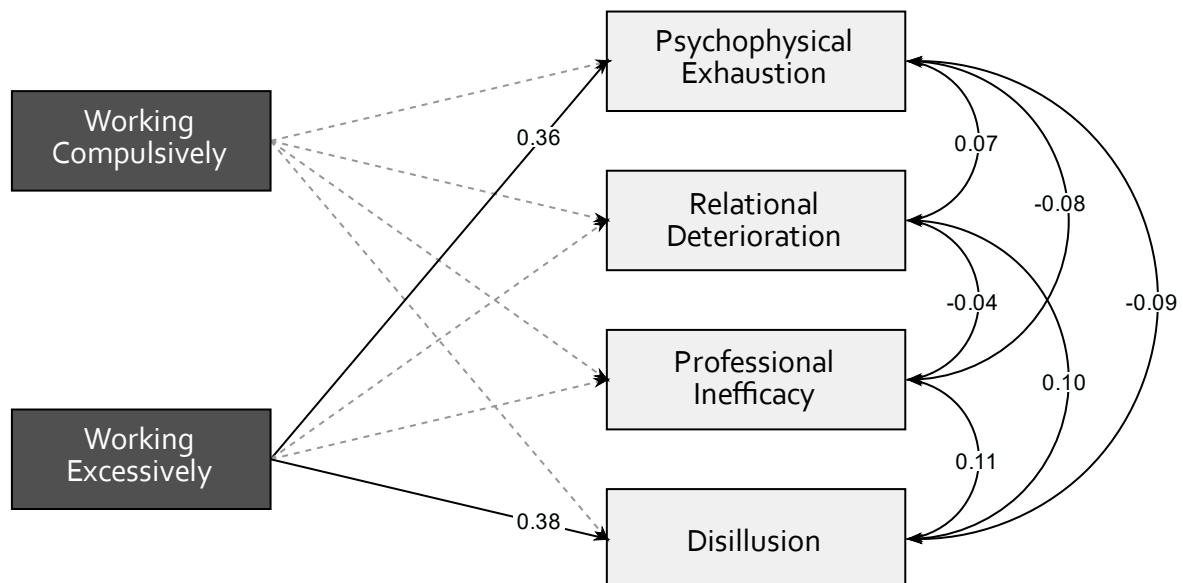 Psychophysical
Exhaustion
Working
Compulsively
0.36
0.07
Relational
Deterioration
-0.08
-0.04
-0.09
Professional
Inefficacy
0.10
Working
Excessively
0.11
0.38
Disillusion